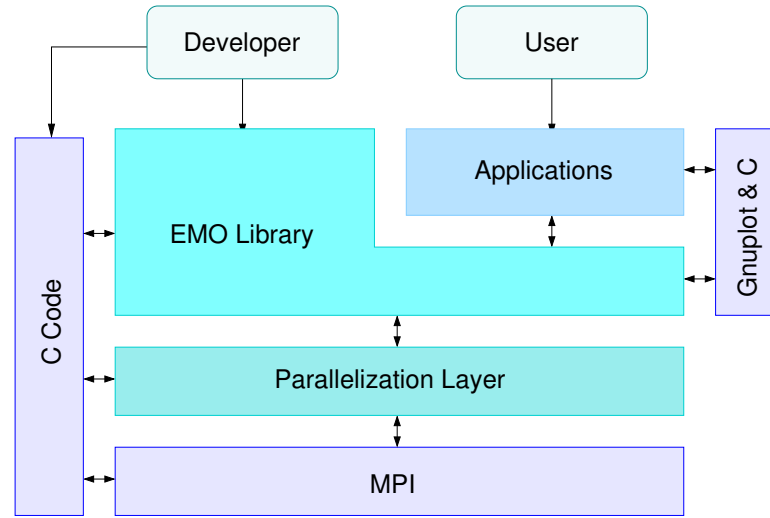 Developer
User
Applications
EMO Library
Gnuplot & C
C Code
Parallelization Layer
MPI